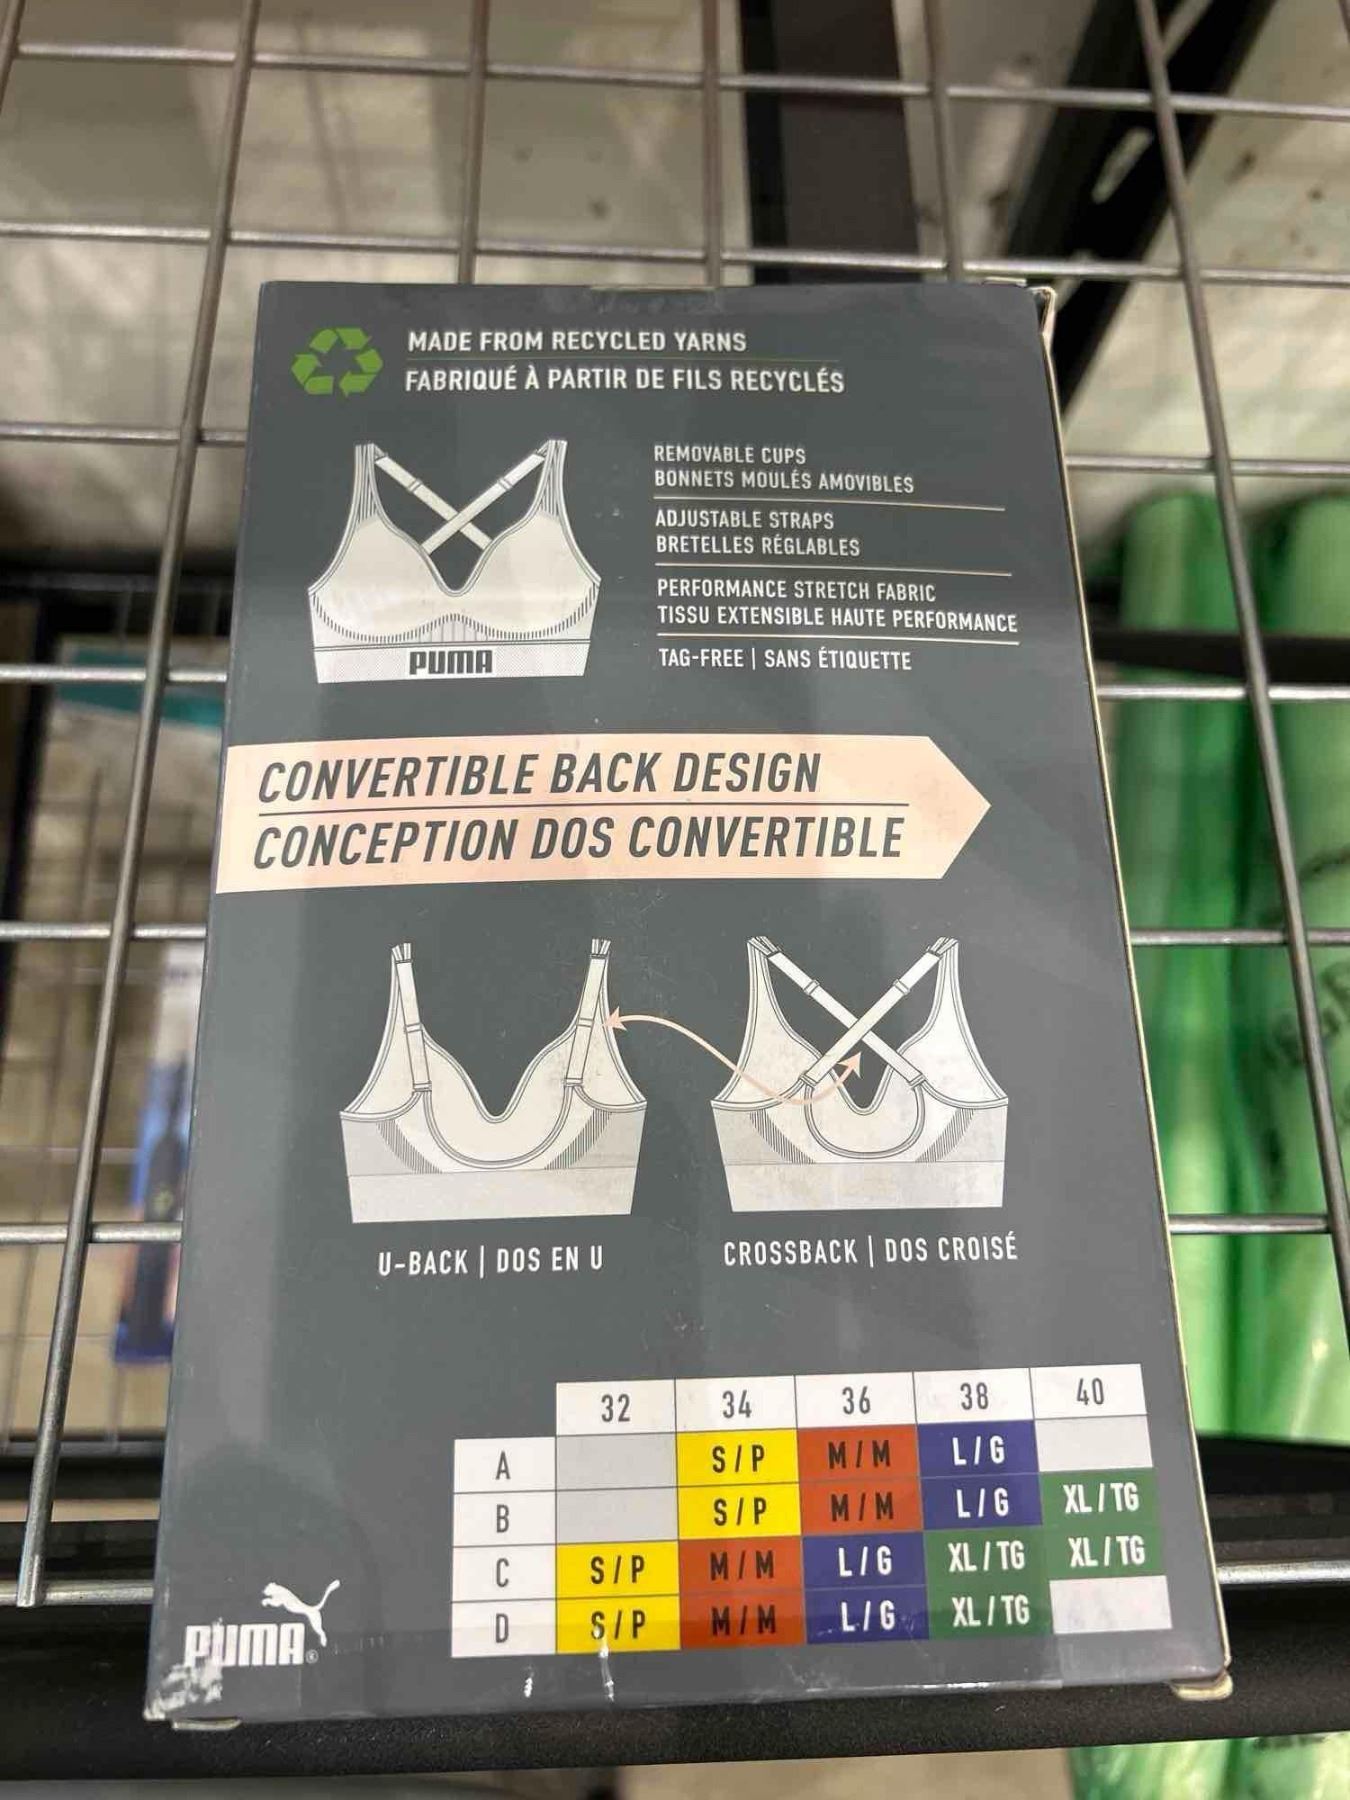 MADE FROM RECYCLED YARNS
FABRIQUÉ À PARTIR DE FILS RECYCLÉS
REMOVABLE CUPS
BONNETS MOULÉS AMOVIBLES
ADJUSTABLE STRAPS
BRETELLES RÉGLABLES
PERFORMANCE STRETCH FABRIC
TISSU EXTENSIBLE HAUTE PERFORMANCE
TAG-FREE | SANS ÉTIQUETTE
PUMA
CONVERTIBLE BACK DESIGN
CONCEPTION DOS CONVERTIBLE
U-BACK | DOS EN U
CROSSBACK | DOS CROISÉ
32 34 36 38 40
A S/P M/M L/G
B S/P M/M L/G XL/TG
C S/P M/M L/G XL/TG XL/TG
D S/P M/M L/G XL/TG
PUMA®